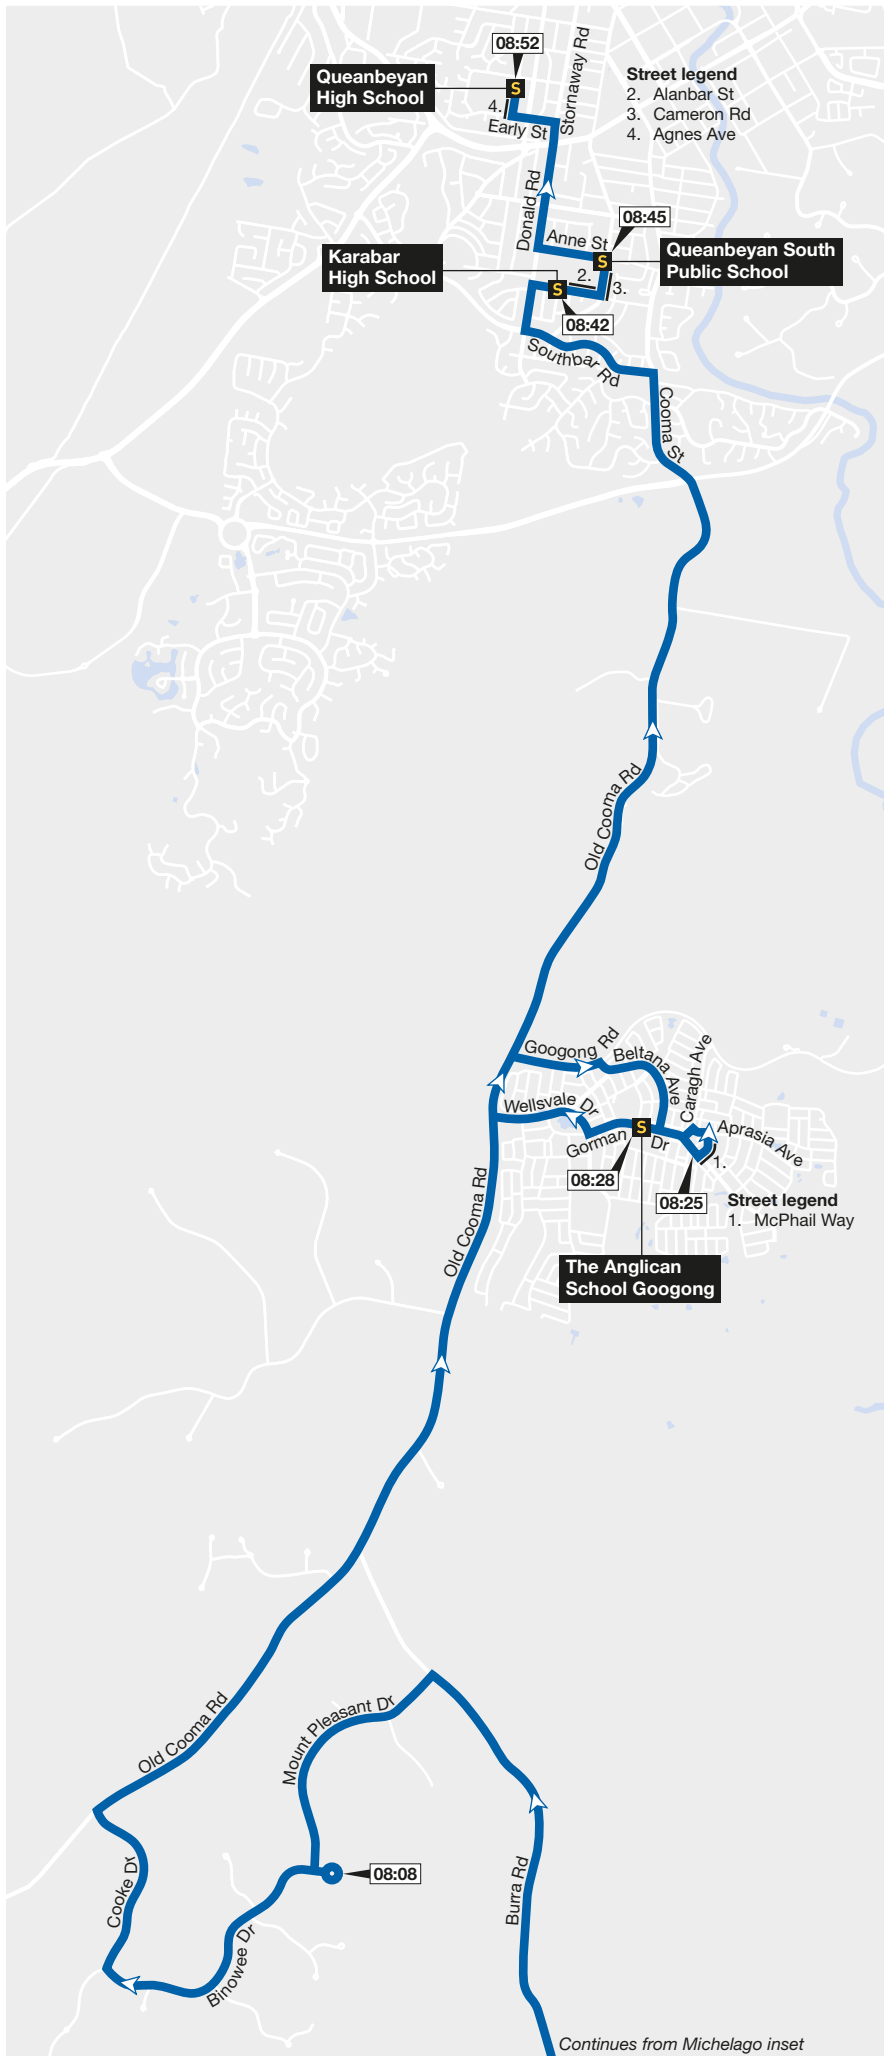 08:52
Stornaway Rd
Queanbeyan
High School
S
Street legend
2. Alanbar St
3. Cameron Rd
4. Agnes Ave
4.
Early St
Donald Rd
08:45
Anne St
Karabar
High School
S
Queanbeyan South
Public School
2.
3.
S
08:42
Southbar Rd
Cooma St
Old Cooma Rd
Googong Rd
Beltana Ave
Caragh Ave
Wellsvale Dr
Gorman Dr
S
Aprasia Ave
1.
08:28
08:25
Street legend
1. McPhail Way
Old Cooma Rd
The Anglican
School Googong
Old Cooma Rd
Mount Pleasant Dr
08:08
Cooke Dr
Binowee Dr
Burra Rd
Continues from Michelago inset